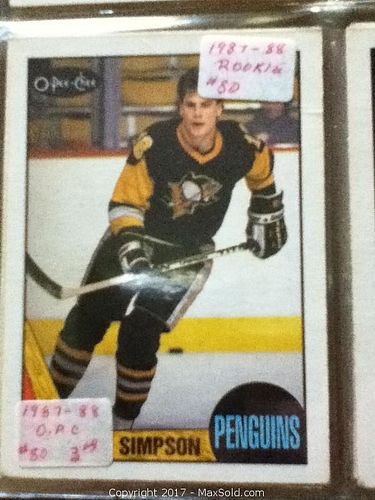 1987-88
ROOKIE
#80
O-Pee-Chee
1987-88
O.P.C
#80
SIMPSON
PENGUINS
Copyright 2017 - MaxSold.com